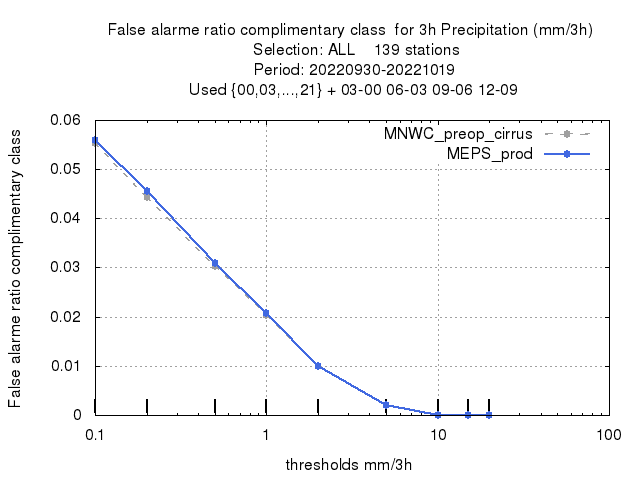 False alarme ratio complimentary class  for 3h Precipitation (mm/3h)
Selection: ALL    139 stations
Period: 20220930-20221019
Used {00,03,...,21} + 03-00 06-03 09-06 12-09
MNWC_preop_cirrus
MEPS_prod
False alarme ratio complimentary class
0.06
0.05
0.04
0.03
0.02
0.01
0
0.1
1
10
100
thresholds mm/3h